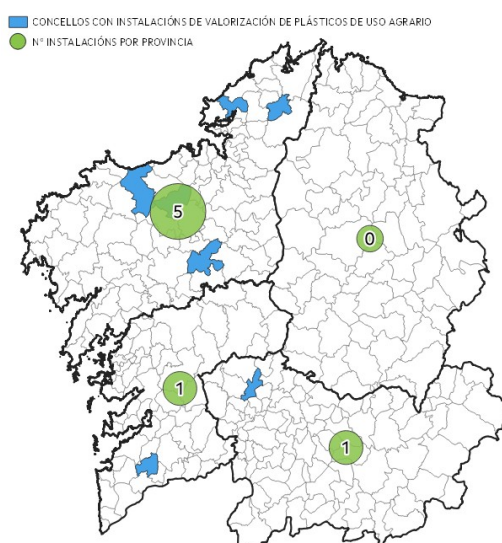 CONCELLOS CON INSTALACIÓNS DE VALORIZACIÓN DE PLÁSTICOS DE USO AGRARIO
Nº INSTALACIÓNS POR PROVINCIA
5
0
1
1